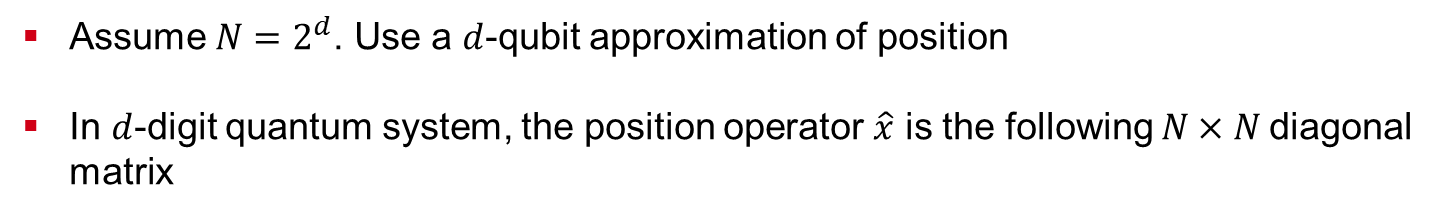 ▪ Assume N = 2^d. Use a d-qubit approximation of position
▪ In d-digit quantum system, the position operator x̂ is the following N × N diagonal
matrix